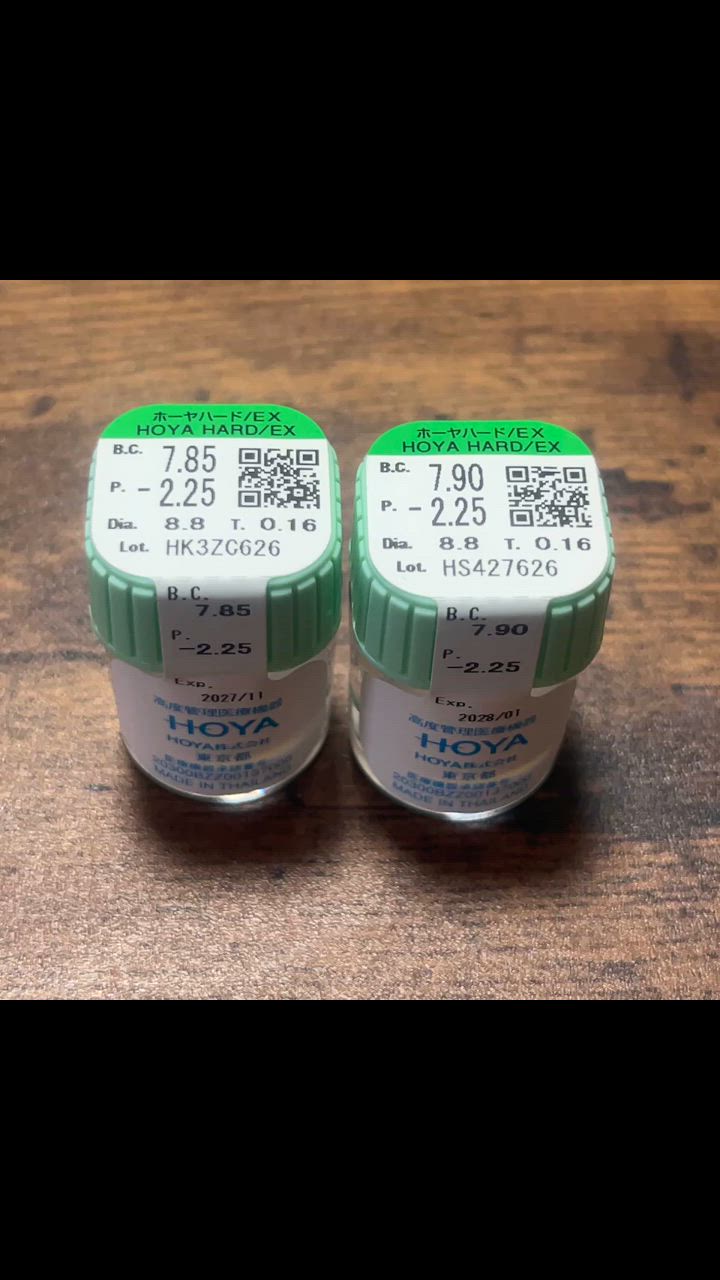 ホーヤハード/EX
HOYA HARD/EX
B.C. 7.85
P. -2.25
Dia. 8.8 T. 0.16
Lot. HK3ZC626
B.C.
7.85
P.
-2.25
Exp.
2027/11
高度管理医療機器
HOYA
HOYA株式会社
東京都
MADE IN THAILAND
ホーヤハード/EX
HOYA HARD/EX
B.C. 7.90
P. -2.25
Dia. 8.8 T. 0.16
Lot. HS427626
B.C.
7.90
P.
-2.25
Exp.
2028/01
高度管理医療機器
HOYA
HOYA株式会社
東京都
MADE IN THAILAND